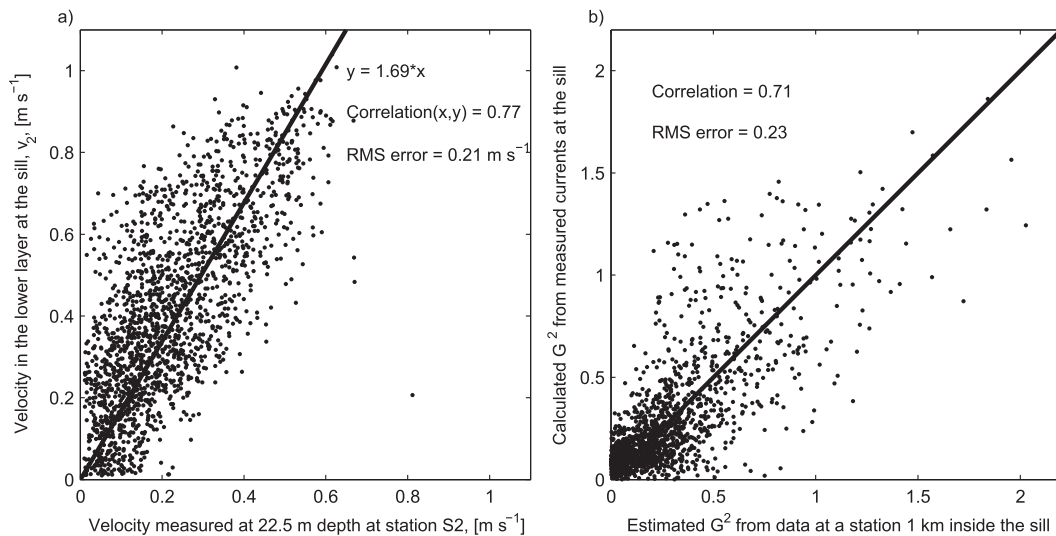 a)
Velocity in the lower layer at the sill, v₂, [m s⁻¹]
1
0.8
0.6
0.4
0.2
0
y = 1.69*x
Correlation(x,y) = 0.77
RMS error = 0.21 m s⁻¹
0 0.2 0.4 0.6 0.8 1
Velocity measured at 22.5 m depth at station S2, [m s⁻¹]
b)
Calculated G² from measured currents at the sill
2
1.5
1
0.5
0
Correlation = 0.71
RMS error = 0.23
0 0.5 1 1.5 2
Estimated G² from data at a station 1 km inside the sill